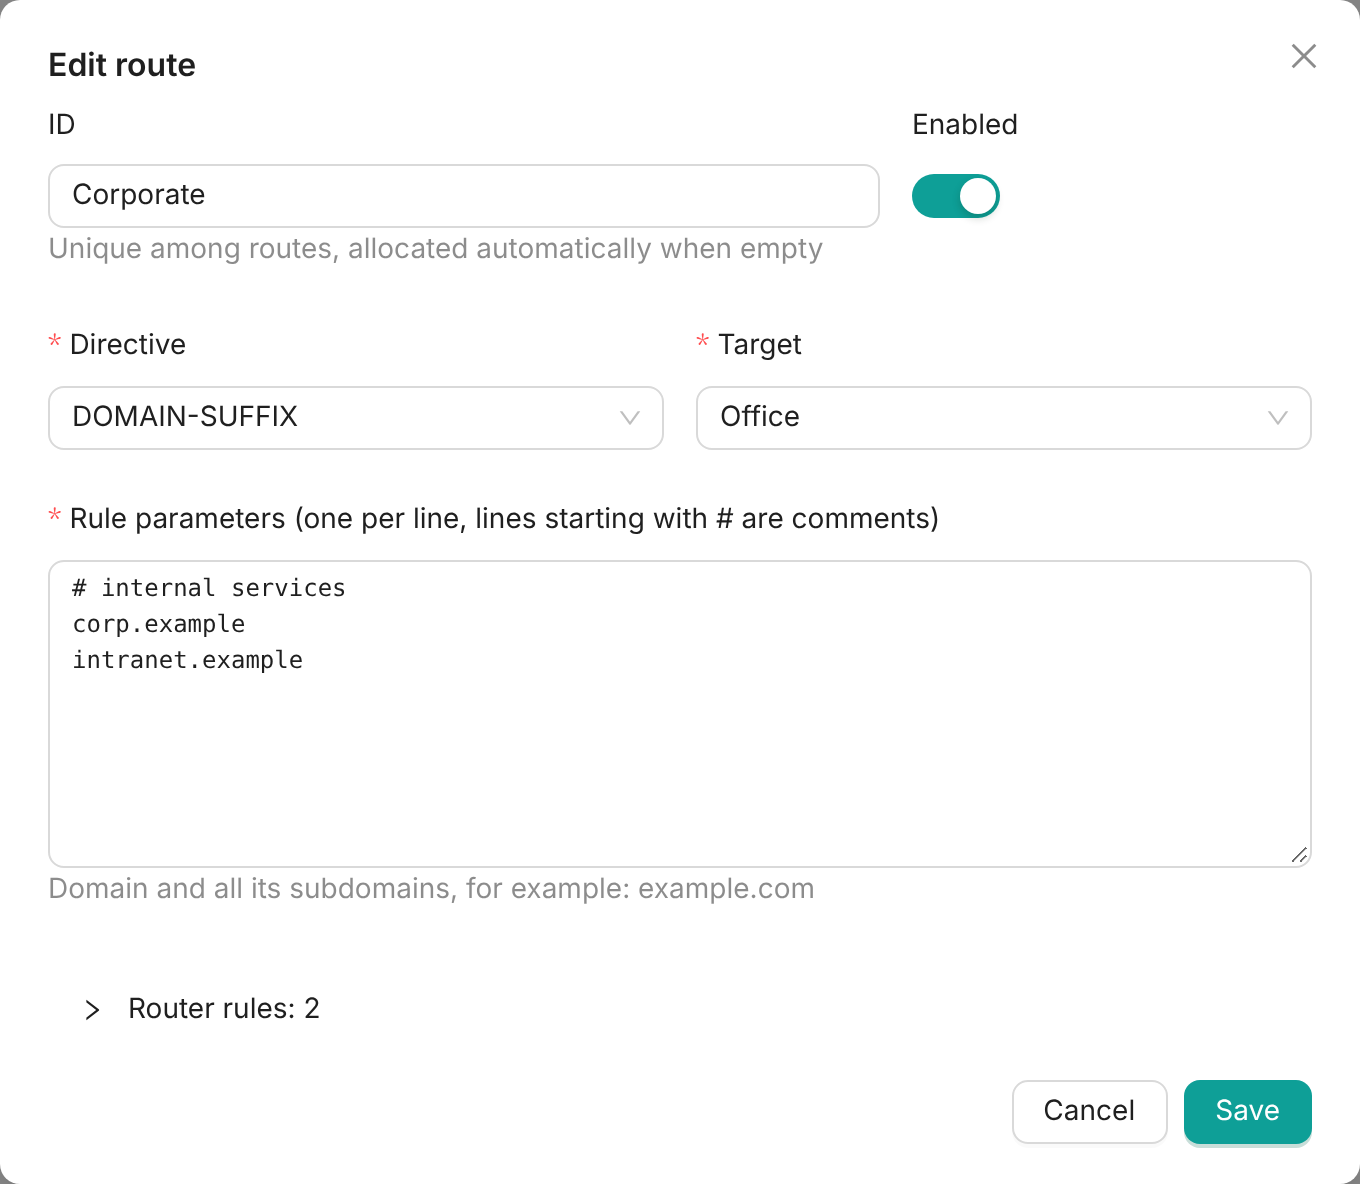 Edit route
ID
Enabled
Corporate
Unique among routes, allocated automatically when empty
* Directive
* Target
DOMAIN-SUFFIX
Office
* Rule parameters (one per line, lines starting with # are comments)
# internal services
corp.example
intranet.example
Domain and all its subdomains, for example: example.com
Router rules: 2
Cancel
Save